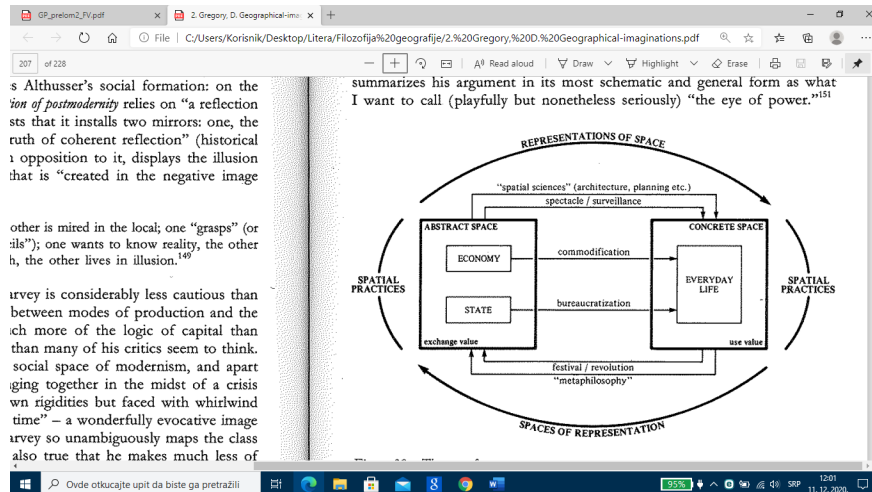 GP_prelom2_FV.pdf
2. Gregory, D. Geographical-imag
File
C:/Users/Korisnik/Desktop/Litera/Filozofija%20geografije/2.%20Gregory,%20D.%20Geographical-imaginations.pdf
207 of 228
Read aloud
Draw
Highlight
Erase
s Althusser's social formation: on the
ion of postmodernity relies on “a reflection
sts that it installs two mirrors: one, the
ruth of coherent reflection” (historical
opposition to it, displays the illusion
that is “created in the negative image
other is mired in the local; one “grasps” (or
ils”); one wants to know reality, the other
h, the other lives in illusion.149
arvey is considerably less cautious than
between modes of production and the
ch more of the logic of capital than
than many of his critics seem to think.
social space of modernism, and apart
ging together in the midst of a crisis
wn rigidities but faced with whirlwind
time” – a wonderfully evocative image
arvey so unambiguously maps the class
also true that he makes much less of
summarizes his argument in its most schematic and general form as what
I want to call (playfully but nonetheless seriously) “the eye of power.”151
REPRESENTATIONS OF SPACE
“spatial sciences” (architecture, planning etc.)
spectacle / surveillance
ABSTRACT SPACE
CONCRETE SPACE
ECONOMY
commodification
EVERYDAY
LIFE
SPATIAL
PRACTICES
SPATIAL
PRACTICES
STATE
bureaucratization
exchange value
use value
festival / revolution
“metaphilosophy”
SPACES OF REPRESENTATION
Ovde otkucajte upit da biste ga pretražili
95%
SRP
12:01
11. 12. 2020.